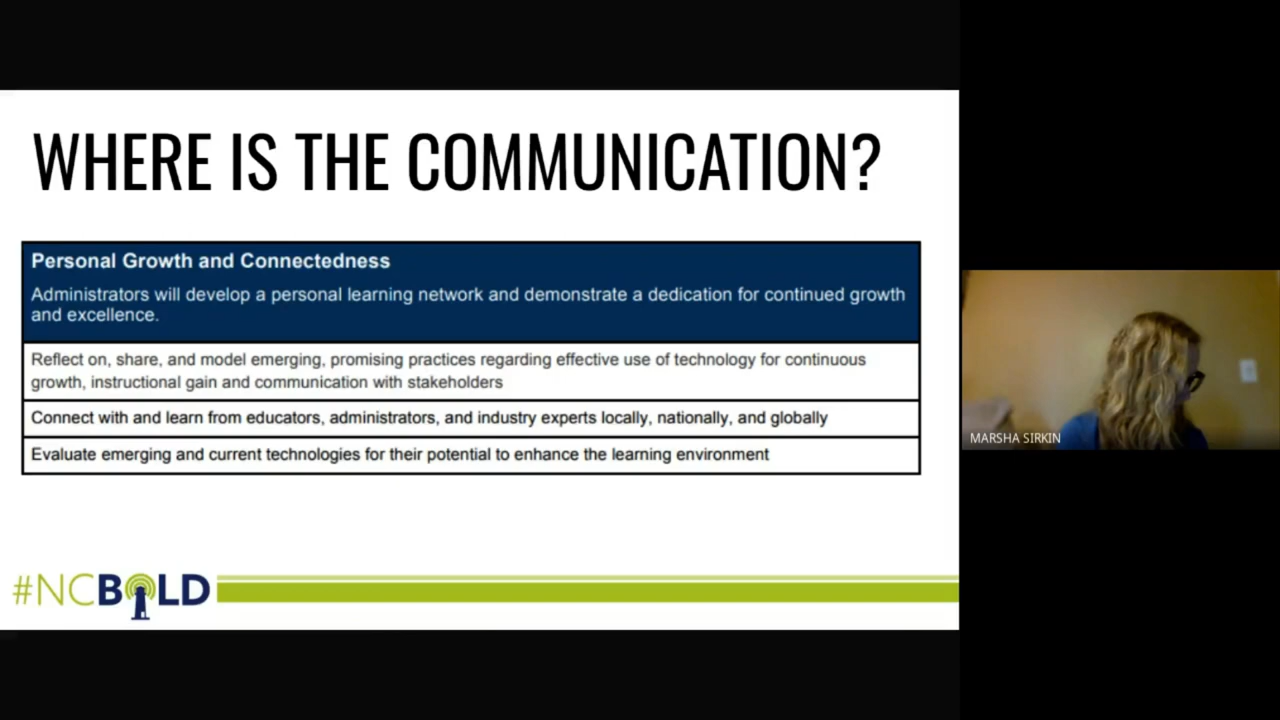 WHERE IS THE COMMUNICATION?
Personal Growth and Connectedness
Administrators will develop a personal learning network and demonstrate a dedication for continued growth
and excellence.
Reflect on, share, and model emerging, promising practices regarding effective use of technology for continuous
growth, instructional gain and communication with stakeholders
Connect with and learn from educators, administrators, and industry experts locally, nationally, and globally
Evaluate emerging and current technologies for their potential to enhance the learning environment
MARSHA SIRKIN
#NCBOLD